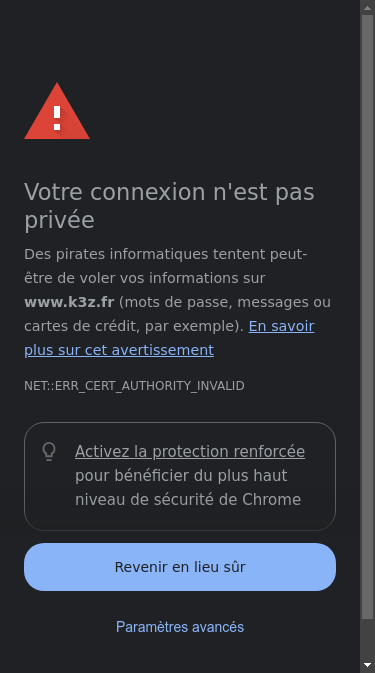 Votre connexion n'est pas
privée
Des pirates informatiques tentent peut-
être de voler vos informations sur
www.k3z.fr (mots de passe, messages ou
cartes de crédit, par exemple). En savoir
plus sur cet avertissement
NET::ERR_CERT_AUTHORITY_INVALID
Activez la protection renforcée
pour bénéficier du plus haut
niveau de sécurité de Chrome
Revenir en lieu sûr
Paramètres avancés